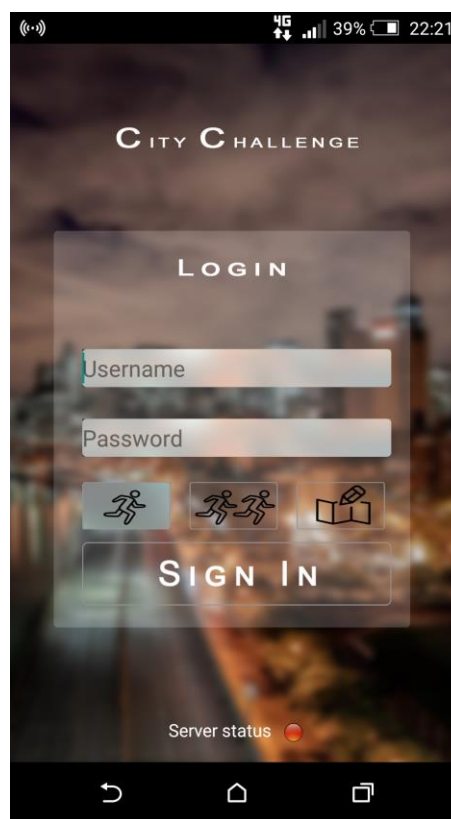 4G 39% 22:21
City Challenge
Login
Username
Password
Sign In
Server status